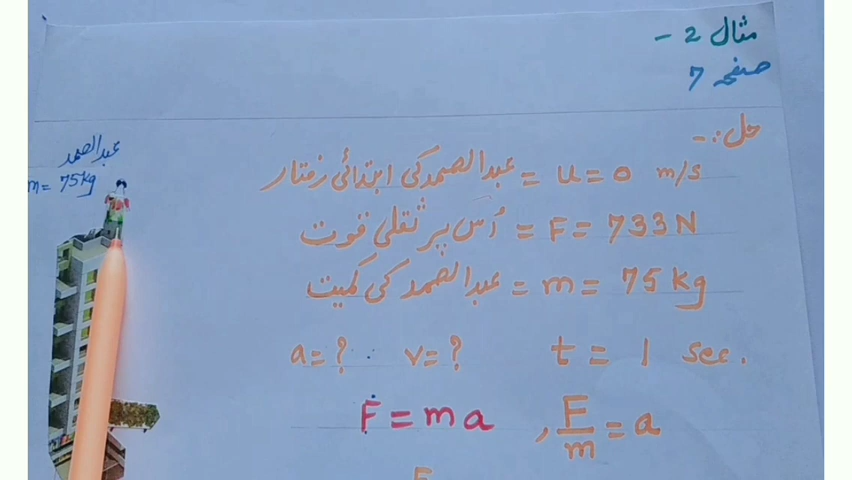 مثال 2 -
صفحہ 7
حل :-
عبدالصمد
m = 75kg
عبدالصمد کی ابتدائی رفتار = u = 0 m/s
اُس پر ثقلی قوت = F = 733 N
عبدالصمد کی کمیت = m = 75 kg
a = ? v = ? t = 1 sec.
F = ma , F/m = a
F